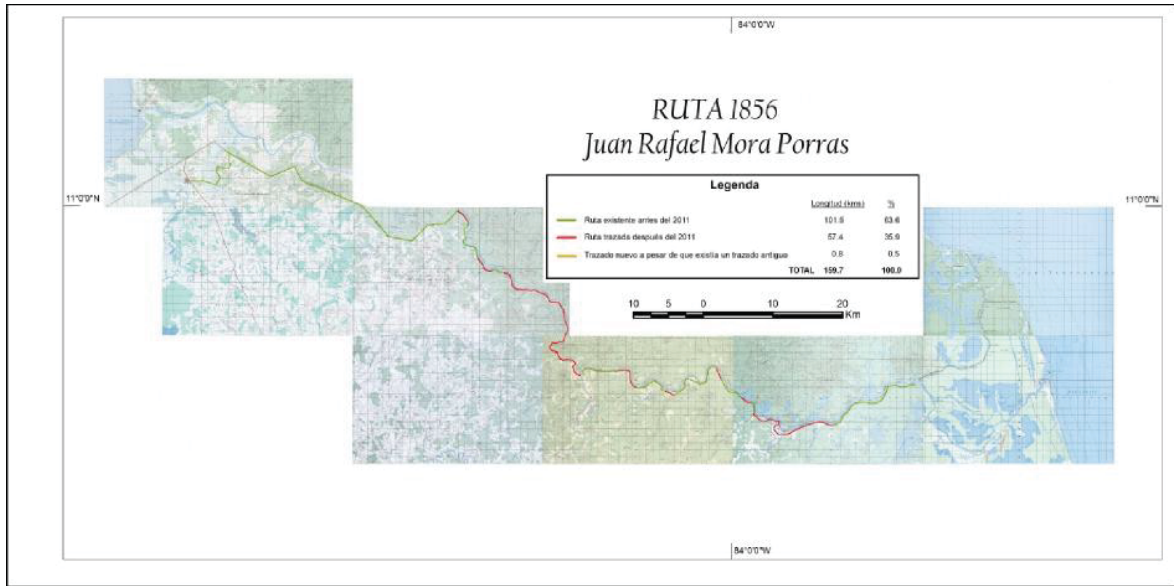 84°0'0"W
RUTA 1856
Juan Rafael Mora Porras
11°0'0"N
11°0'0"N
Legenda
Longitud (kms) %
Ruta existente antes del 2011 101.6 63.6
Ruta trazada después del 2011 57.4 35.9
Trazado nuevo a pesar de que existía un trazado antiguo 0.8 0.5
TOTAL 159.7 100.0
10 5 0 10 20
Km
84°0'0"W